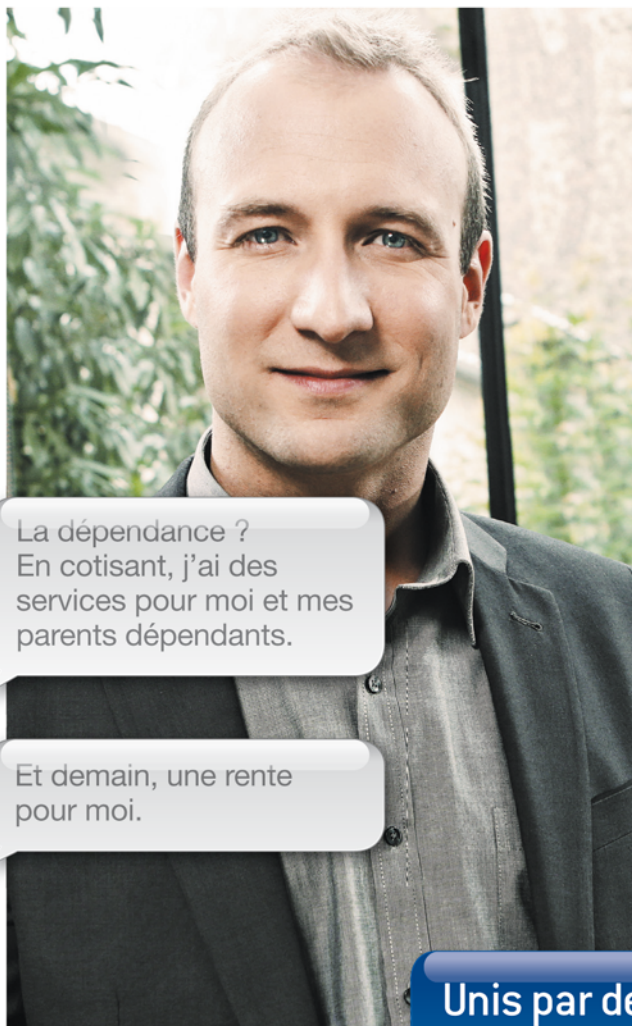 La dépendance ?
En cotisant, j’ai des
services pour moi et mes
parents dépendants.
Et demain, une rente
pour moi.
Unis par de